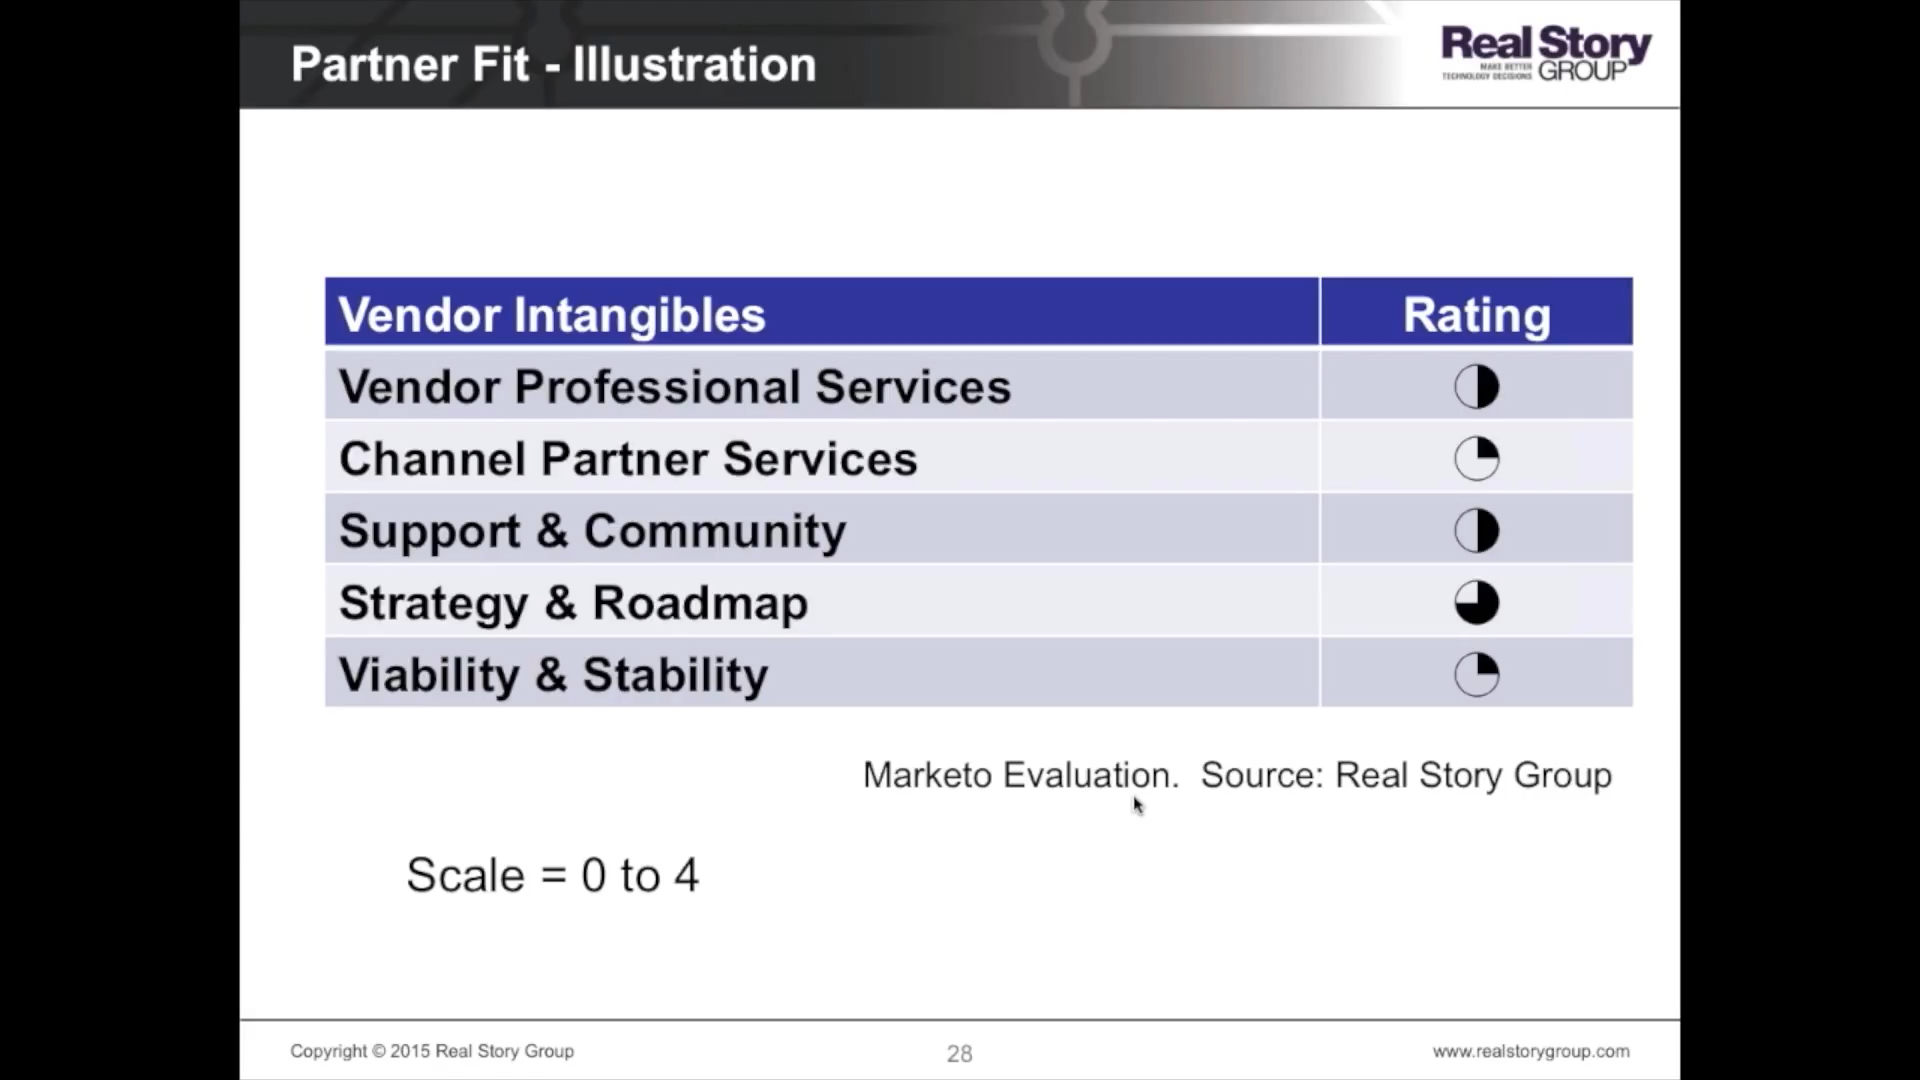 Partner Fit - Illustration
Real Story
MAKE BETTER
TECHNOLOGY DECISIONS GROUP
Vendor Intangibles Rating
Vendor Professional Services
Channel Partner Services
Support & Community
Strategy & Roadmap
Viability & Stability
Marketo Evaluation. Source: Real Story Group
Scale = 0 to 4
Copyright © 2015 Real Story Group 28 www.realstorygroup.com